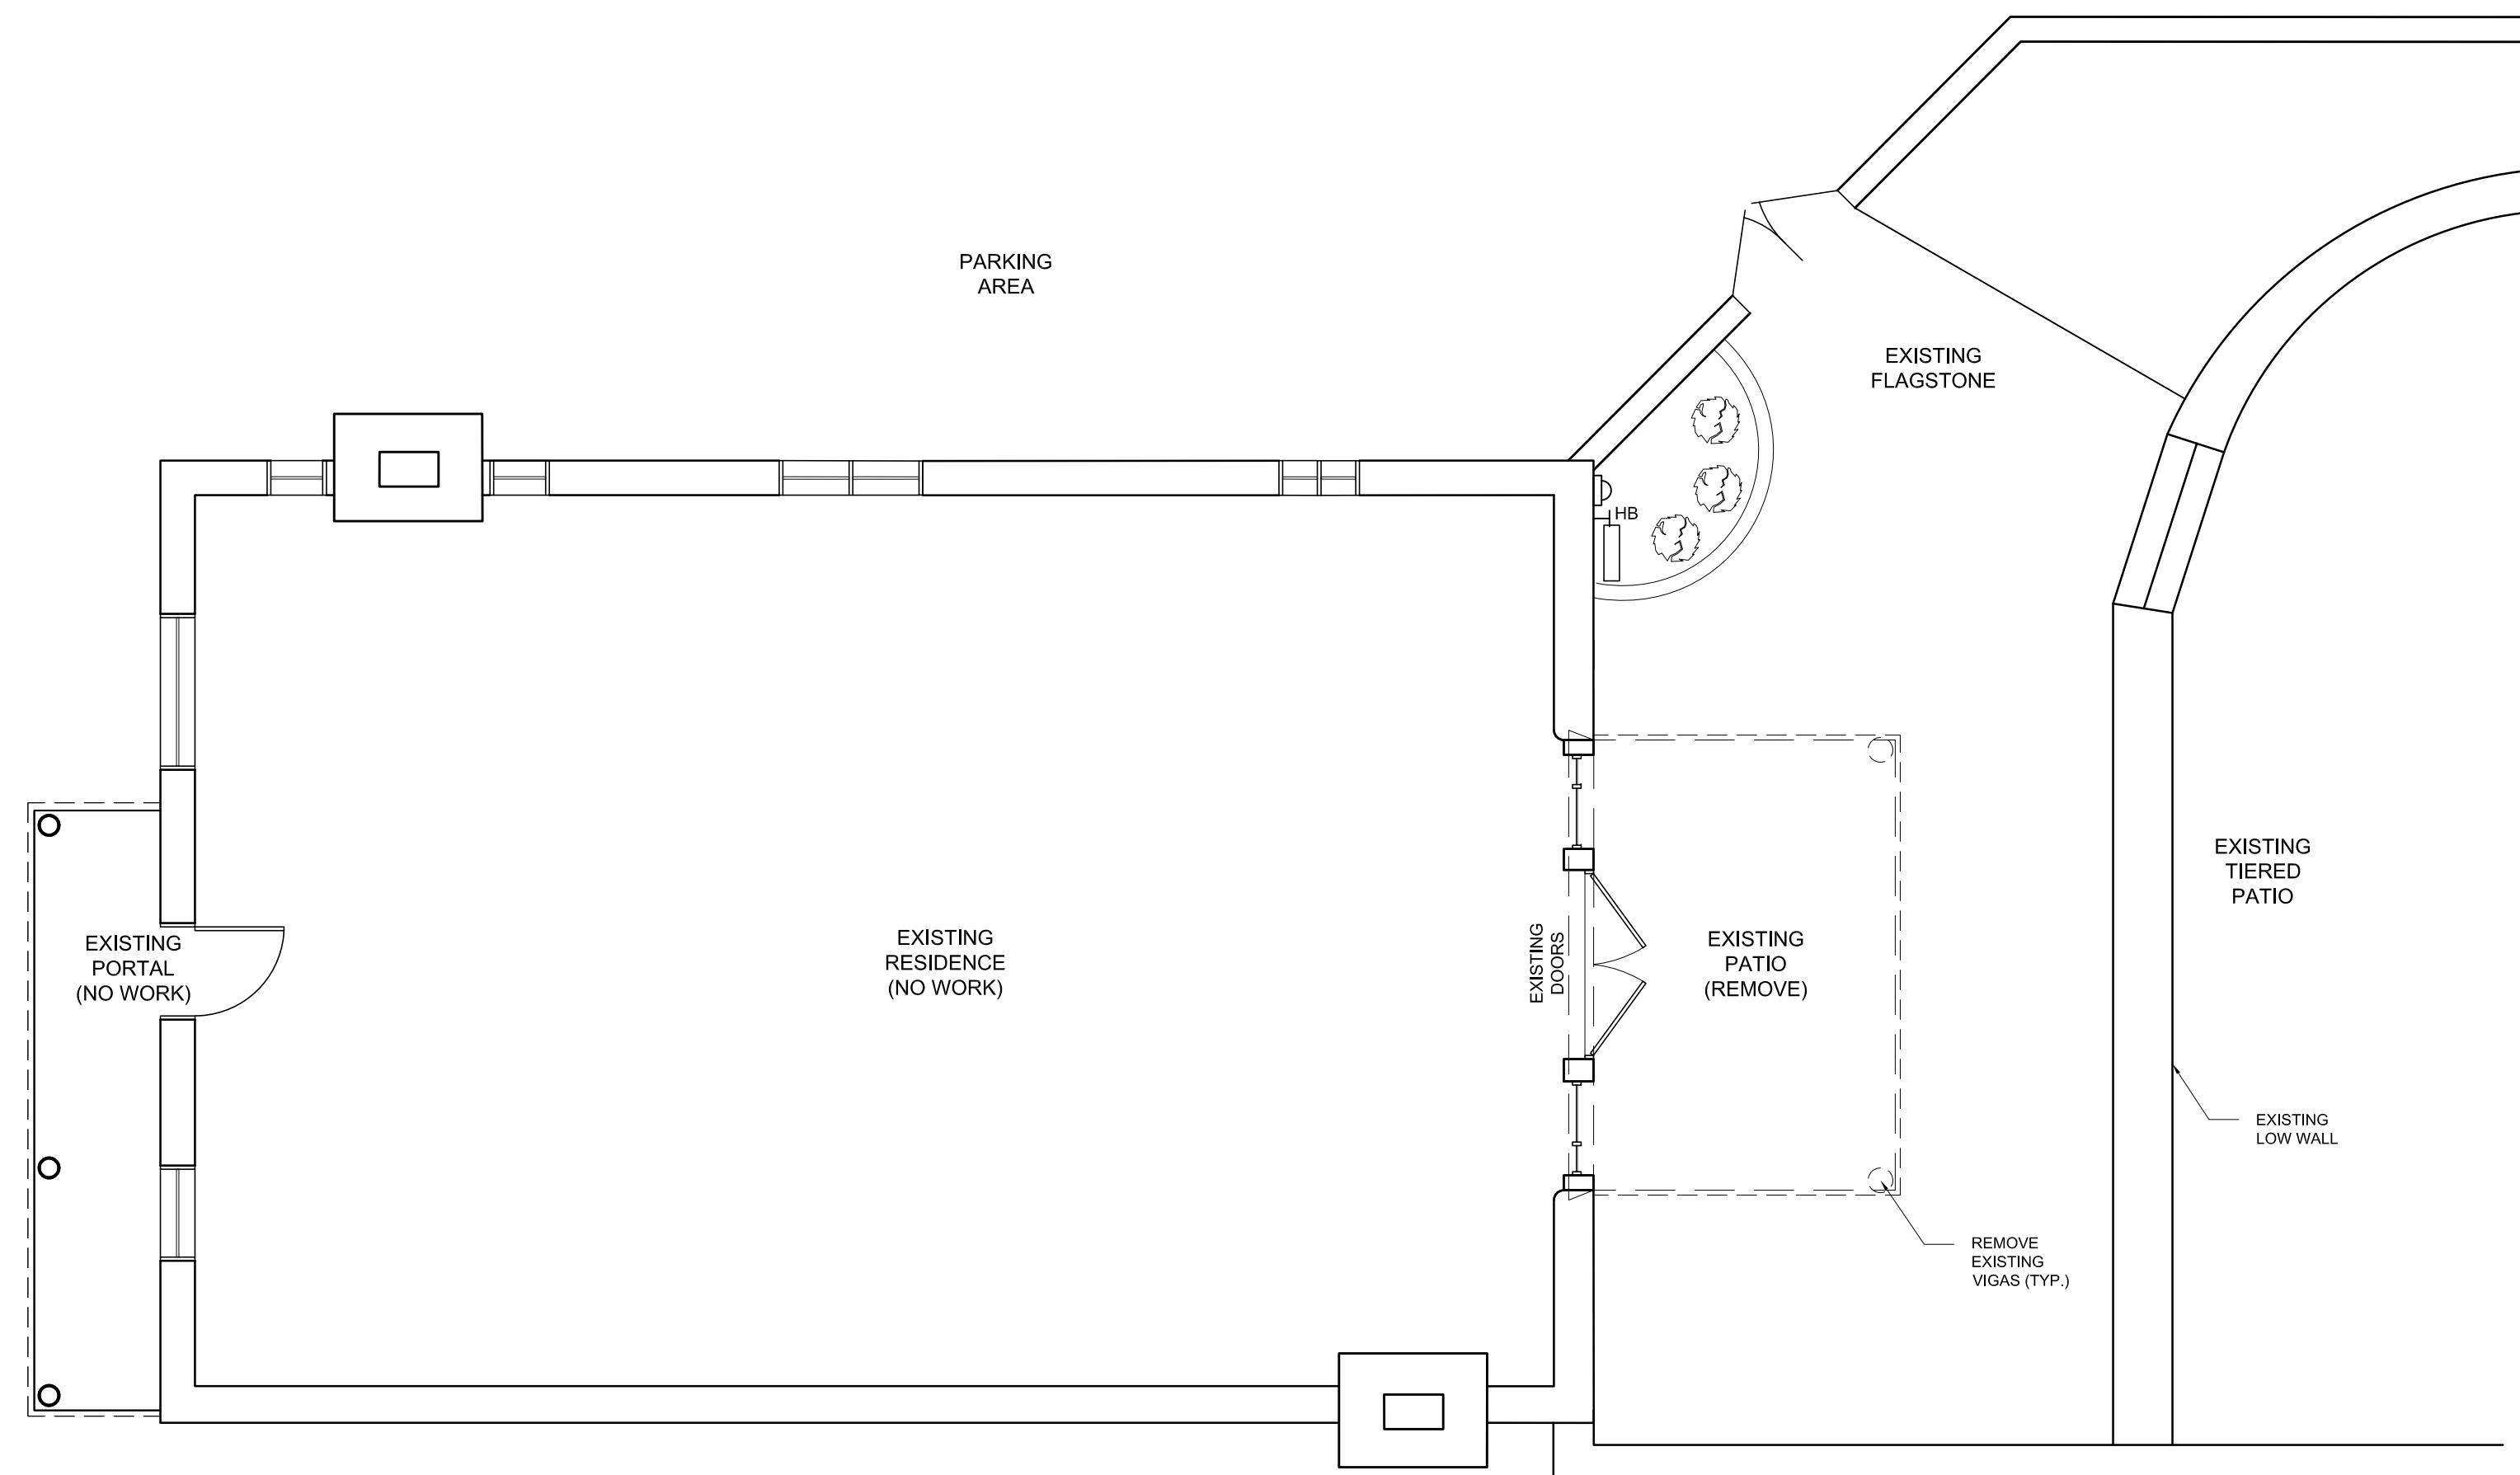 PARKING
AREA
EXISTING
FLAGSTONE
HB
EXISTING
TIERED
PATIO
EXISTING
PORTAL
(NO WORK)
EXISTING
RESIDENCE
(NO WORK)
EXISTING
DOORS
EXISTING
PATIO
(REMOVE)
EXISTING
LOW WALL
REMOVE
EXISTING
VIGAS (TYP.)